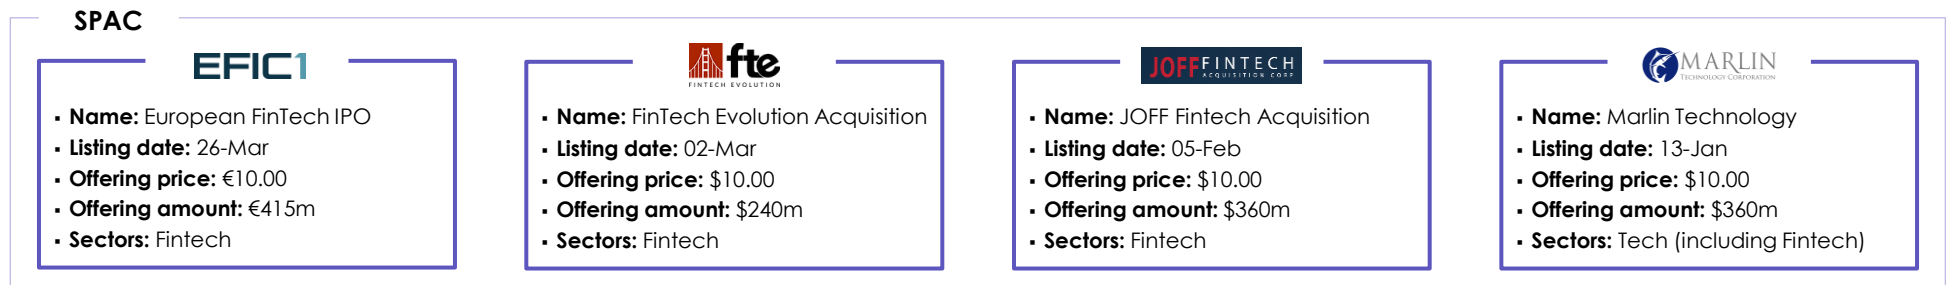 SPAC
EFIC1
▪ Name: European FinTech IPO
▪ Listing date: 26-Mar
▪ Offering price: €10.00
▪ Offering amount: €415m
▪ Sectors: Fintech
fte
FINTECH EVOLUTION
▪ Name: FinTech Evolution Acquisition
▪ Listing date: 02-Mar
▪ Offering price: $10.00
▪ Offering amount: $240m
▪ Sectors: Fintech
JOFF FINTECH
ACQUISITION CORP
▪ Name: JOFF Fintech Acquisition
▪ Listing date: 05-Feb
▪ Offering price: $10.00
▪ Offering amount: $360m
▪ Sectors: Fintech
MARLIN
TECHNOLOGY CORPORATION
▪ Name: Marlin Technology
▪ Listing date: 13-Jan
▪ Offering price: $10.00
▪ Offering amount: $360m
▪ Sectors: Tech (including Fintech)